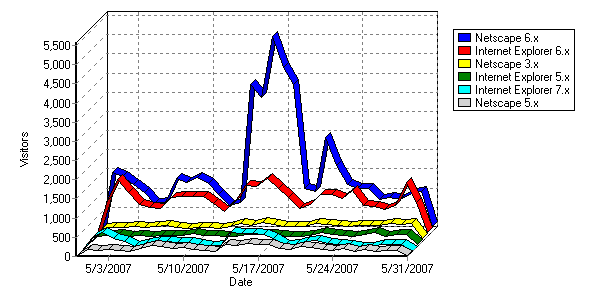 5,500
5,000
4,500
4,000
3,500
3,000
2,500
2,000
1,500
1,000
500
0
Visitors
5/3/2007 5/10/2007 5/17/2007 5/24/2007 5/31/2007
Date
Netscape 6.x
Internet Explorer 6.x
Netscape 3.x
Internet Explorer 5.x
Internet Explorer 7.x
Netscape 5.x